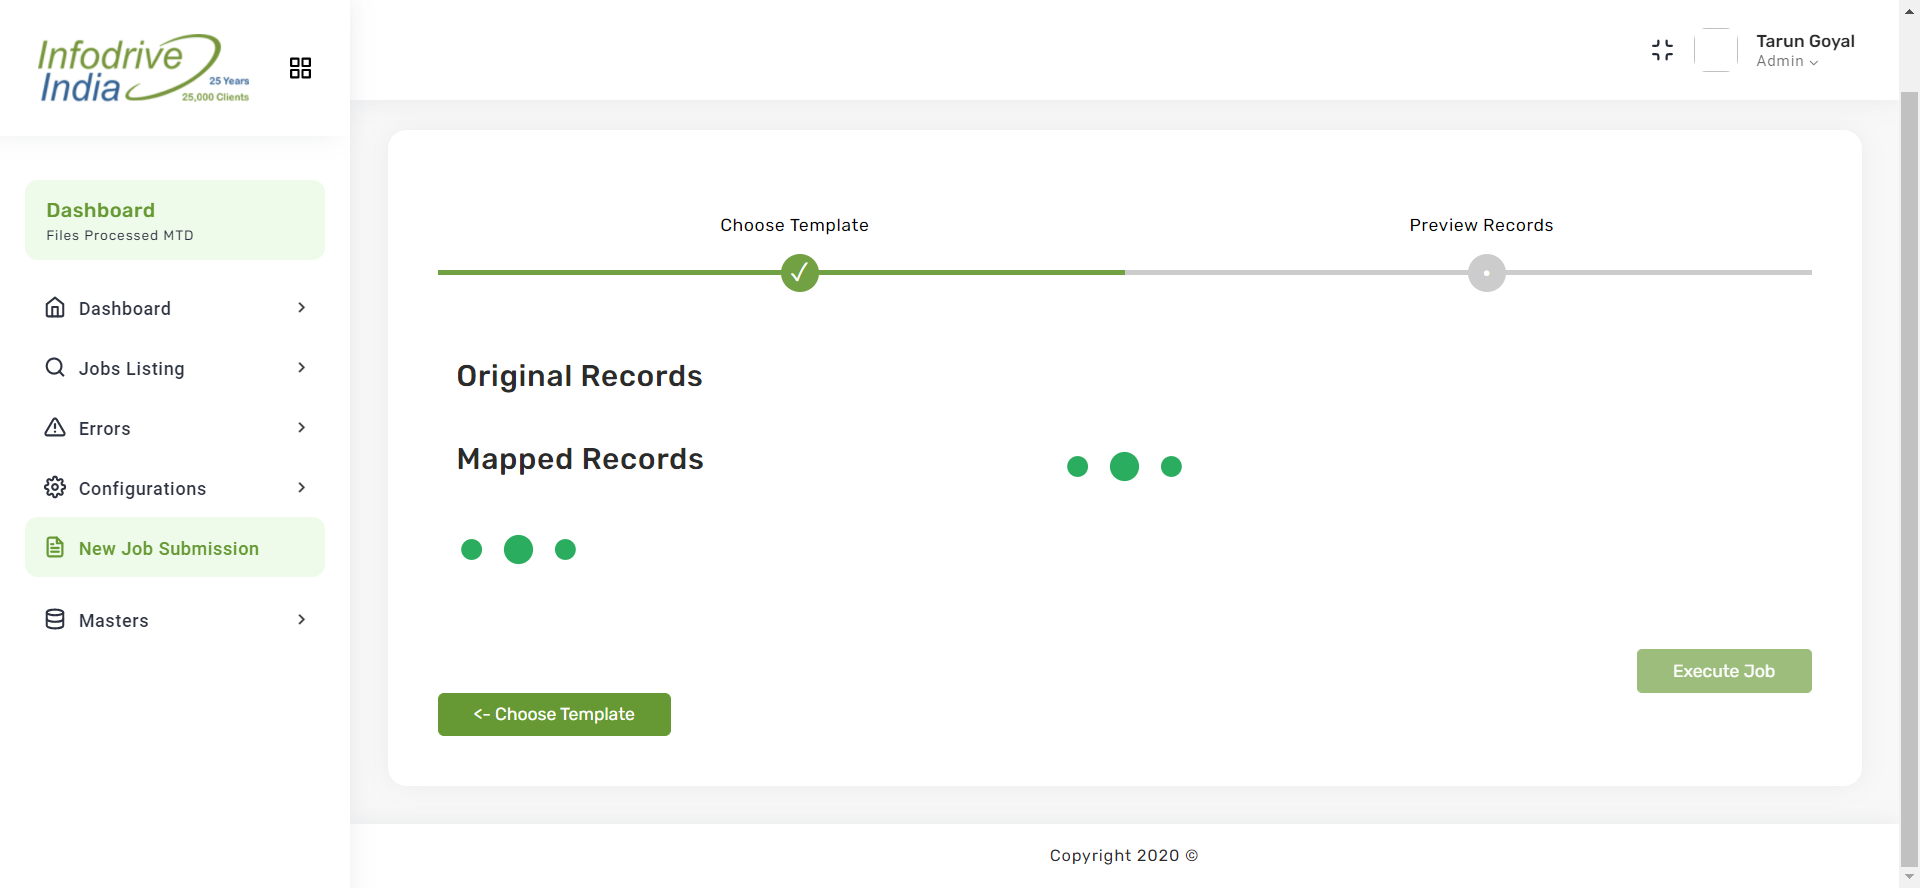 Infodrive
India
25 Years
25,000 Clients
Tarun Goyal
Admin
Dashboard
Files Processed MTD
Dashboard
Jobs Listing
Errors
Configurations
New Job Submission
Masters
Choose Template
Preview Records
Original Records
Mapped Records
Execute Job
<- Choose Template
Copyright 2020 ©